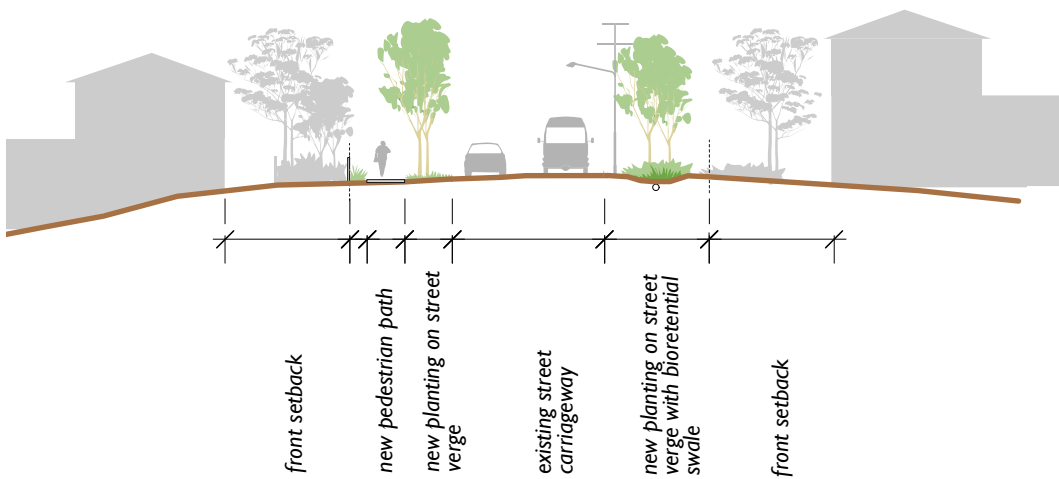 front setback
new pedestrian path
new planting on street
verge
existing street
carriageway
new planting on street
verge with bioretential
swale
front setback